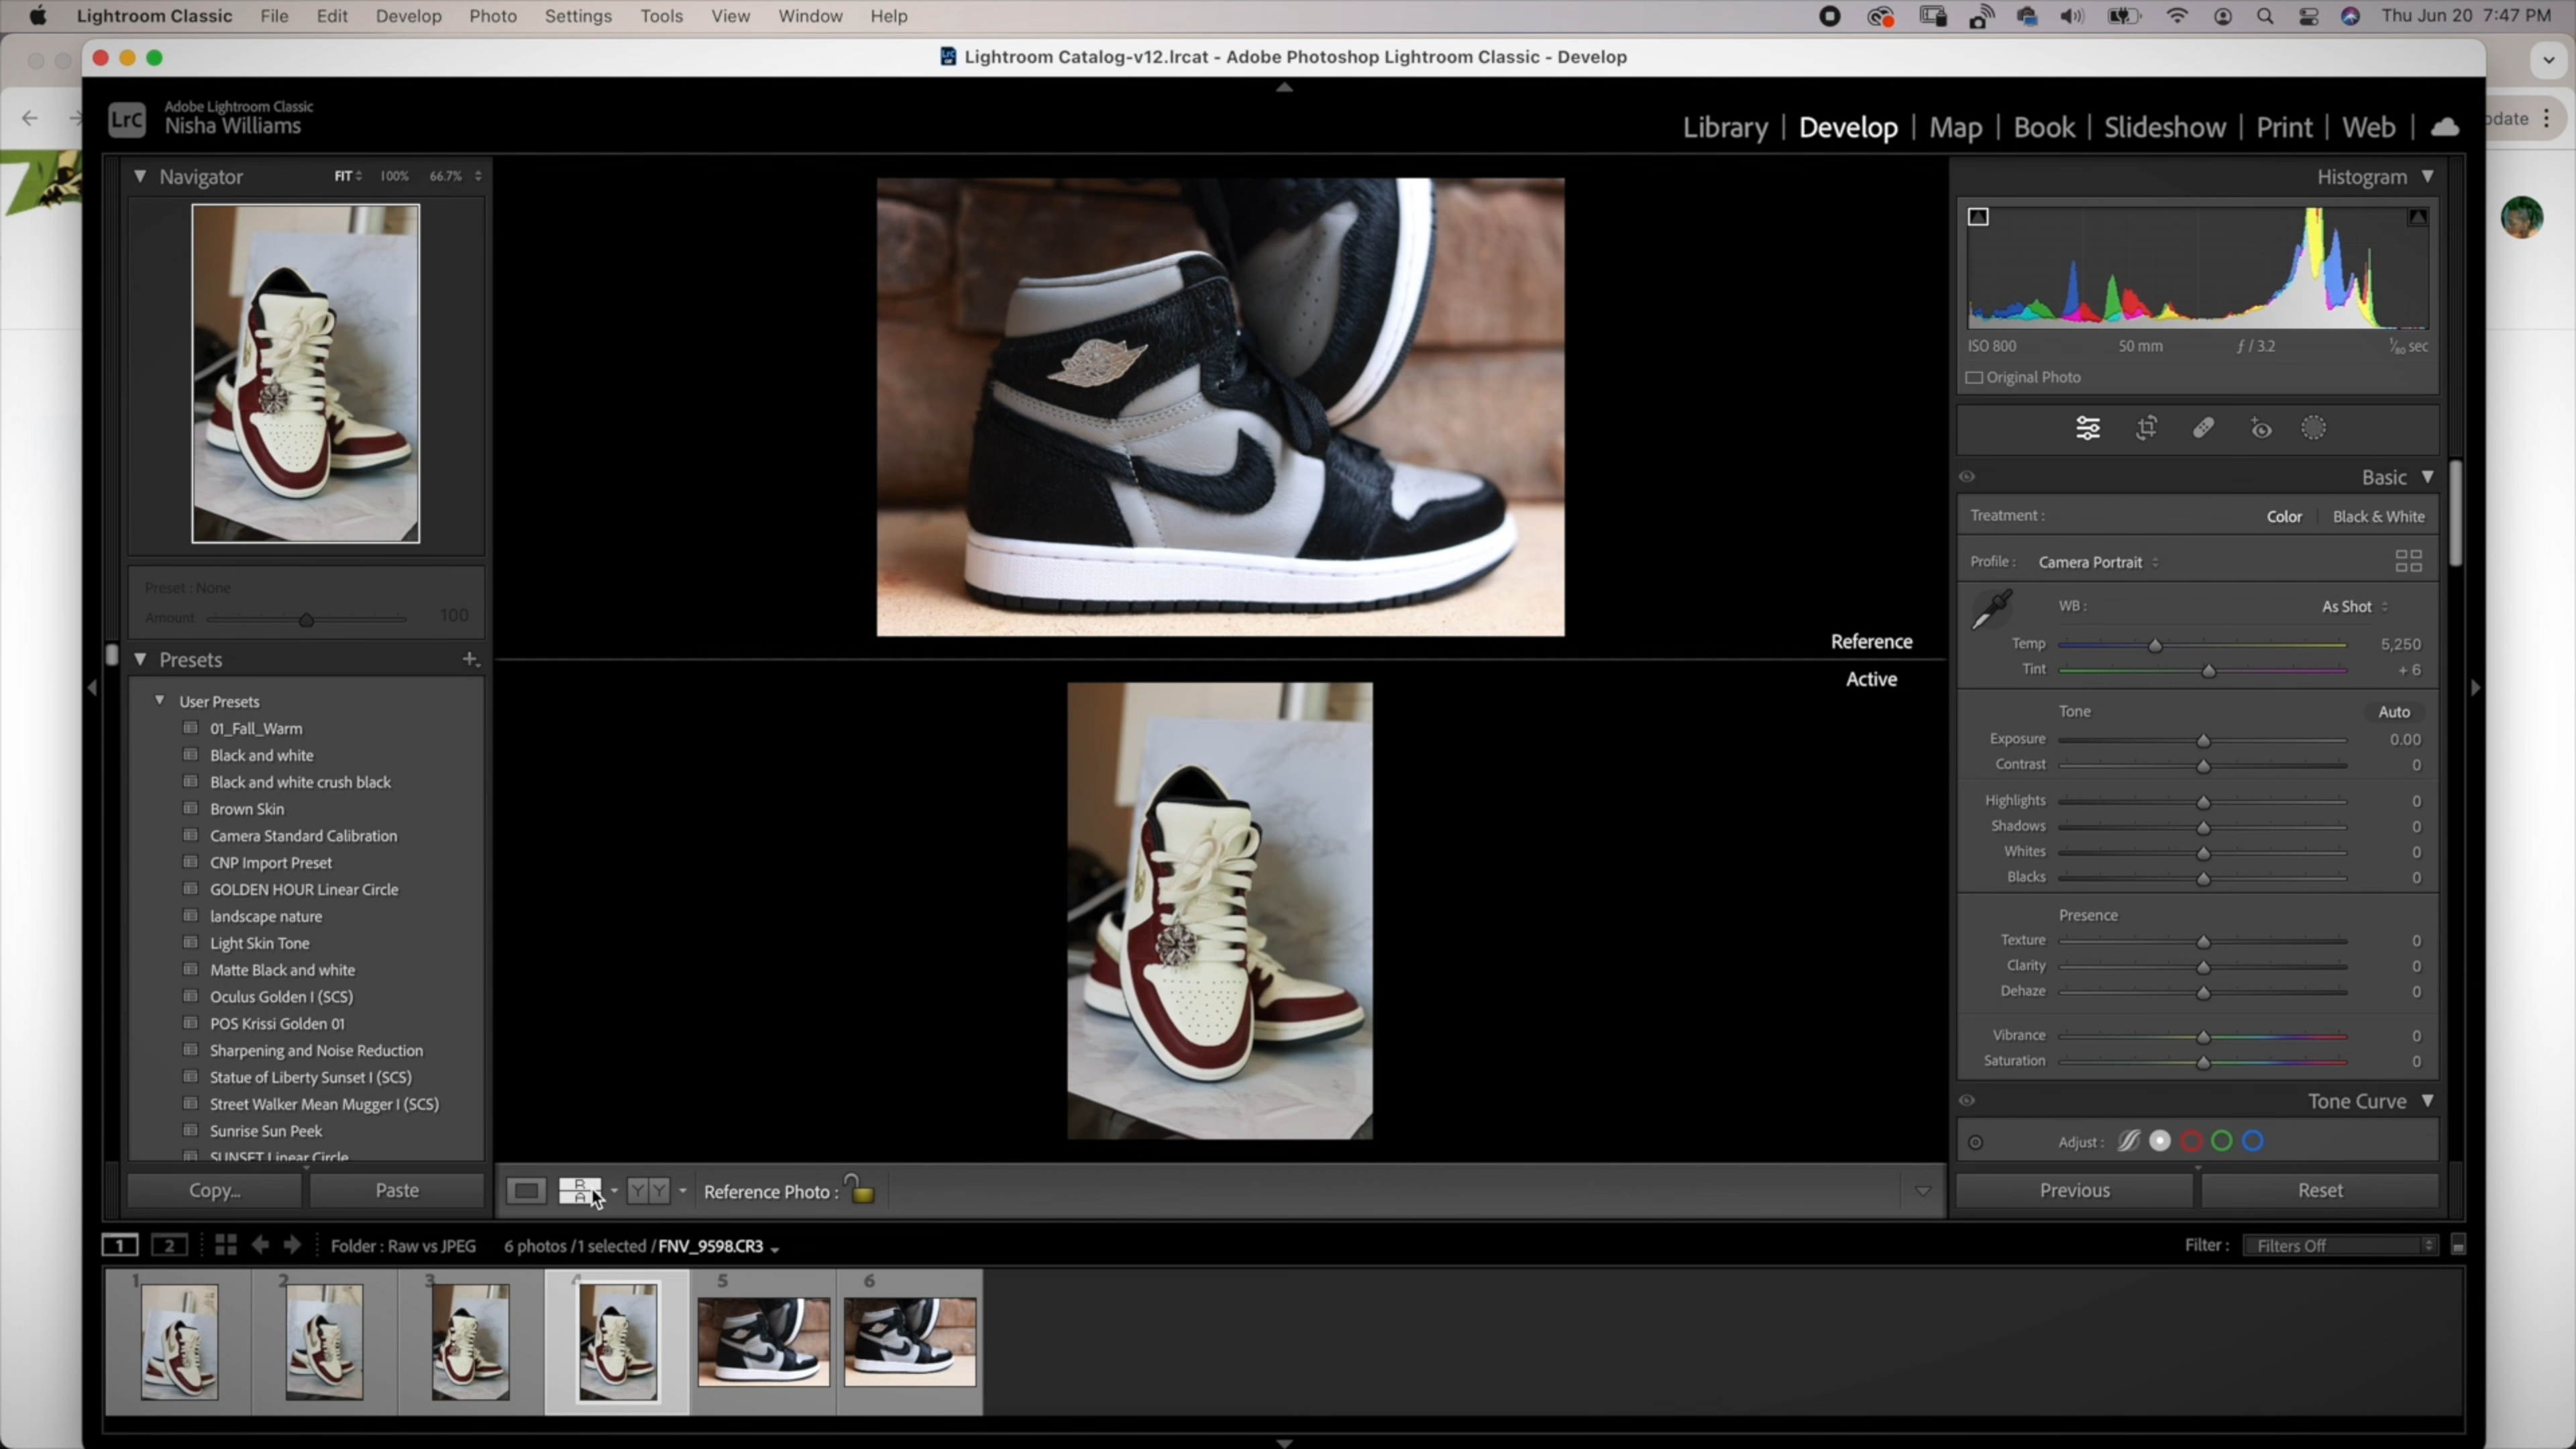 Lightroom Classic File Edit Develop Photo Settings Tools View Window Help Thu Jun 20 7:47 PM
Lightroom Catalog-v12.lrcat - Adobe Photoshop Lightroom Classic - Develop
LrC
Adobe Lightroom Classic
Nisha Williams
Library | Develop | Map | Book | Slideshow | Print | Web
date
Navigator FIT 100% 66.7%
Preset : None
Amount 100
Presets
User Presets
01_Fall_Warm
Black and white
Black and white crush black
Brown Skin
Camera Standard Calibration
CNP Import Preset
GOLDEN HOUR Linear Circle
landscape nature
Light Skin Tone
Matte Black and white
Oculus Golden I (SCS)
POS Krissi Golden 01
Sharpening and Noise Reduction
Statue of Liberty Sunset I (SCS)
Street Walker Mean Mugger I (SCS)
Sunrise Sun Peek
SUNSET Linear Circle
Copy... Paste
Reference
Active
R
A
Y Y
Reference Photo :
Histogram
ISO 800 50 mm ƒ / 3.2 1/80 sec
Original Photo
Basic
Treatment : Color Black & White
Profile : Camera Portrait
WB : As Shot
Temp 5,250
Tint + 6
Tone Auto
Exposure 0.00
Contrast 0
Highlights 0
Shadows 0
Whites 0
Blacks 0
Presence
Texture 0
Clarity 0
Dehaze 0
Vibrance 0
Saturation 0
Tone Curve
Adjust :
Previous Reset
1 2 Folder : Raw vs JPEG 6 photos / 1 selected / FNV_9598.CR3 Filter : Filters Off
1 2 3 4 5 6